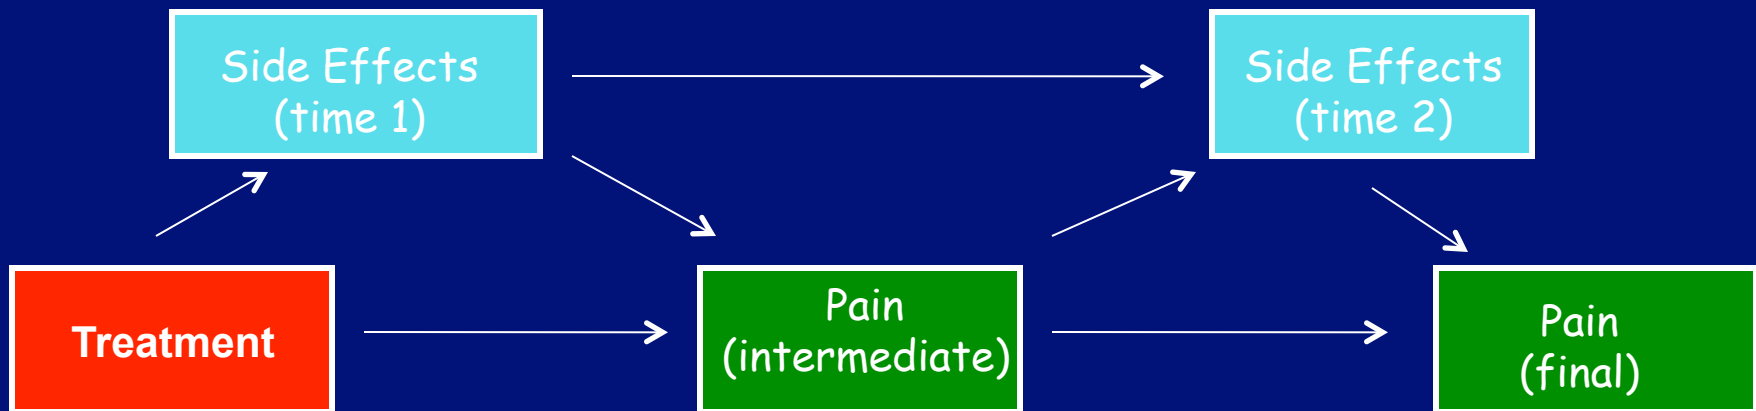 Side Effects
(time 1)
Side Effects
(time 2)
Treatment
Pain
(intermediate)
Pain
(final)